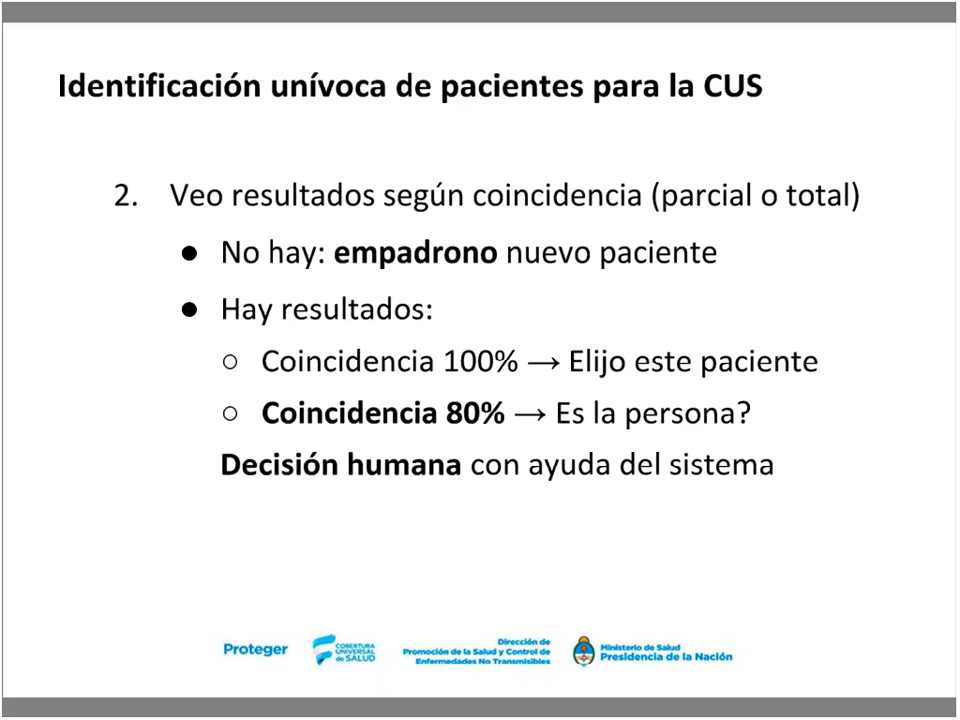 Identificación unívoca de pacientes para la CUS
2. Veo resultados según coincidencia (parcial o total)
● No hay: empadrono nuevo paciente
● Hay resultados:
○ Coincidencia 100% → Elijo este paciente
○ Coincidencia 80% → Es la persona?
Decisión humana con ayuda del sistema
Proteger
COBERTURA
UNIVERSAL
de SALUD
Dirección de
Promoción de la Salud y Control de
Enfermedades No Transmisibles
Ministerio de Salud
Presidencia de la Nación